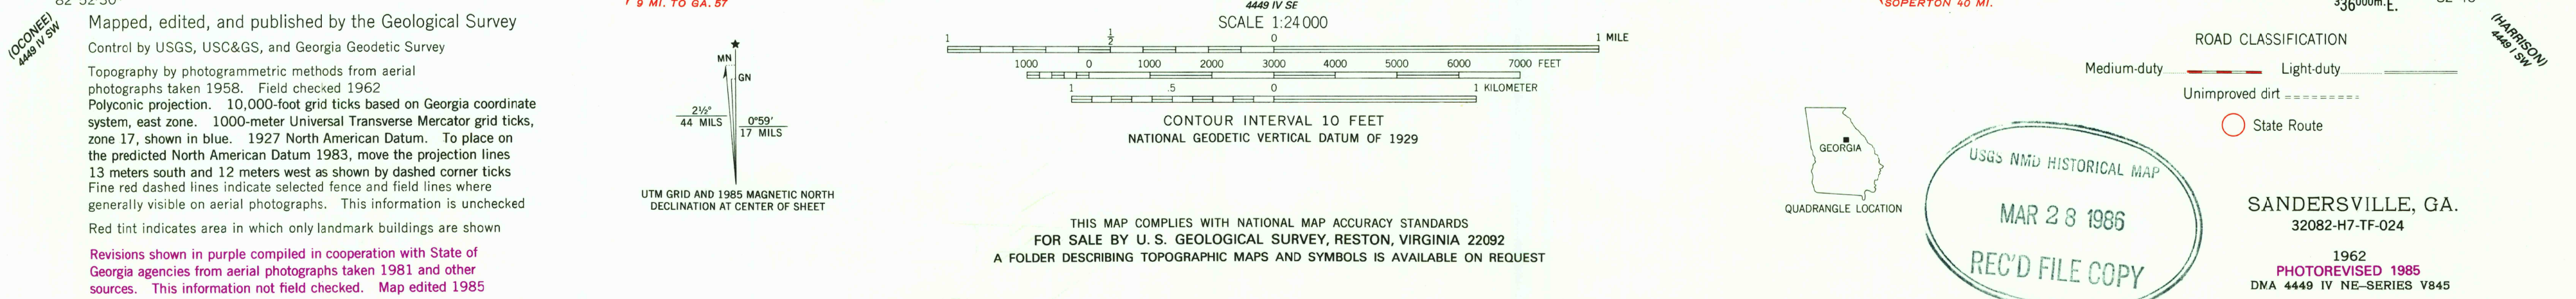 (OCONEE)
4449 IV SW
Mapped, edited, and published by the Geological Survey
Control by USGS, USC&GS, and Georgia Geodetic Survey
Topography by photogrammetric methods from aerial
photographs taken 1958. Field checked 1962
Polyconic projection. 10,000-foot grid ticks based on Georgia coordinate
system, east zone. 1000-meter Universal Transverse Mercator grid ticks,
zone 17, shown in blue. 1927 North American Datum. To place on
the predicted North American Datum 1983, move the projection lines
13 meters south and 12 meters west as shown by dashed corner ticks
Fine red dashed lines indicate selected fence and field lines where
generally visible on aerial photographs. This information is unchecked
Red tint indicates area in which only landmark buildings are shown
Revisions shown in purple compiled in cooperation with State of
Georgia agencies from aerial photographs taken 1981 and other
sources. This information not field checked. Map edited 1985
9 MI. TO GA. 57
★
MN
GN
2½°
44 MILS
0°59′
17 MILS
UTM GRID AND 1985 MAGNETIC NORTH
DECLINATION AT CENTER OF SHEET
4449 IV SE
SCALE 1:24 000
1 ½ 0 1 MILE
1000 0 1000 2000 3000 4000 5000 6000 7000 FEET
1 .5 0 1 KILOMETER
CONTOUR INTERVAL 10 FEET
NATIONAL GEODETIC VERTICAL DATUM OF 1929
THIS MAP COMPLIES WITH NATIONAL MAP ACCURACY STANDARDS
FOR SALE BY U. S. GEOLOGICAL SURVEY, RESTON, VIRGINIA 22092
A FOLDER DESCRIBING TOPOGRAPHIC MAPS AND SYMBOLS IS AVAILABLE ON REQUEST
SOPERTON 40 MI.
336000m.E.
(HARRISON)
4449 I SW
ROAD CLASSIFICATION
Medium-duty Light-duty
Unimproved dirt
State Route
GEORGIA
QUADRANGLE LOCATION
USGS NMD HISTORICAL MAP
MAR 28 1986
REC'D FILE COPY
SANDERSVILLE, GA.
32082-H7-TF-024
1962
PHOTOREVISED 1985
DMA 4449 IV NE–SERIES V845